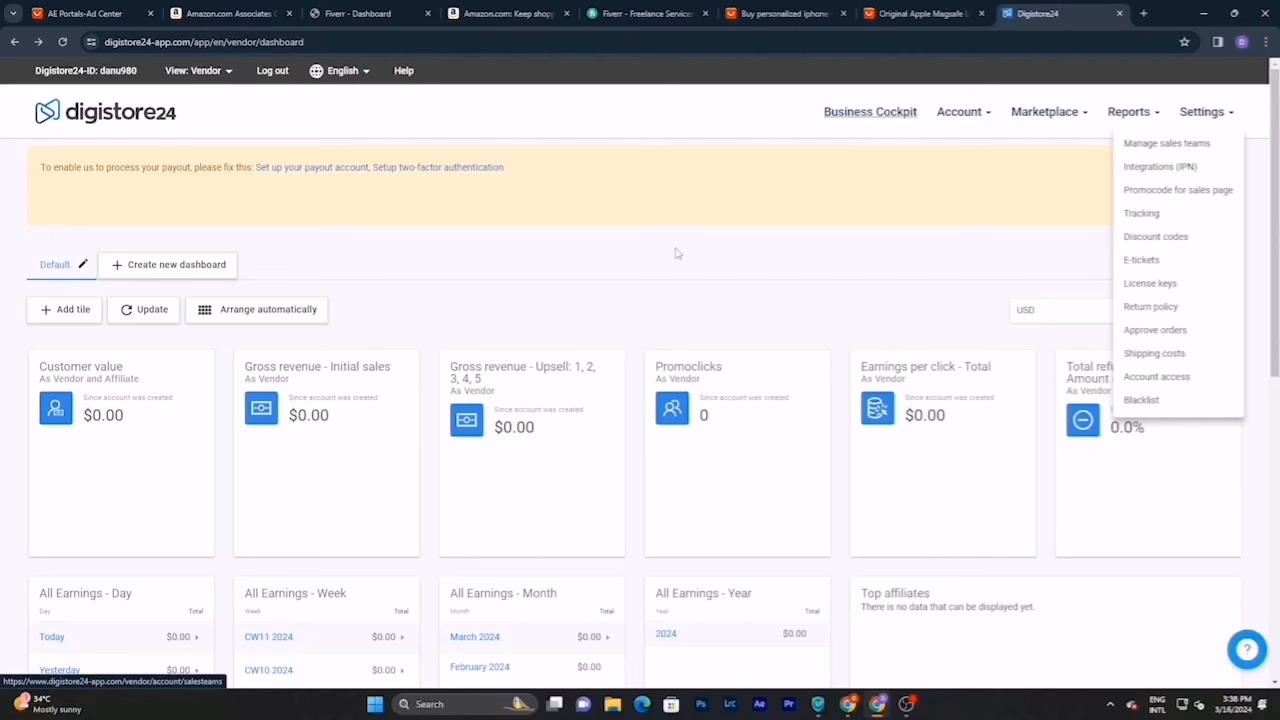 AE Portals-Ad Center
Amazon.com Associates C
Fiverr - Dashboard
Amazon.com: Keep shopp
Fiverr - Freelance Service
Buy personalized iphone
Original Apple Magsafe
Digistore24
digistore24-app.com/app/en/vendor/dashboard
Digistore24-ID: danu980
View: Vendor
Log out
English
Help
digistore24
Business Cockpit
Account
Marketplace
Reports
Settings
To enable us to process your payout, please fix this: Set up your payout account, Setup two-factor authentication
Manage sales teams
Integrations (IPN)
Promocode for sales page
Tracking
Discount codes
E-tickets
License keys
Return policy
Approve orders
Shipping costs
Account access
Blacklist
Default
Create new dashboard
Add tile
Update
Arrange automatically
USD
Customer value
As Vendor and Affiliate
Since account was created
$0.00
Gross revenue - Initial sales
As Vendor
Since account was created
$0.00
Gross revenue - Upsell: 1, 2,
3, 4, 5
As Vendor
Since account was created
$0.00
Promoclicks
As Vendor
Since account was created
0
Earnings per click - Total
As Vendor
Since account was created
$0.00
Total
Amount
As Vendor
0.0%
All Earnings - Day
Day Total
Today $0.00
Yesterday $0.00
All Earnings - Week
Week Total
CW11 2024 $0.00
CW10 2024 $0.00
All Earnings - Month
Month Total
March 2024 $0.00
February 2024 $0.00
All Earnings - Year
Year Total
2024 $0.00
Top affiliates
There is no data that can be displayed yet.
?
https://www.digistore24-app.com/vendor/account/salesteams
34°C
Mostly sunny
Search
ENG
INTL
3:36 PM
3/16/2024